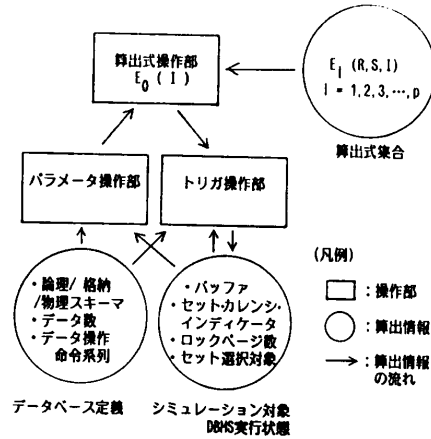 算出式操作部
E₀ ( I )
E₁ (R, S, I)
I = 1, 2, 3, …, p
算出式集合
パラメータ操作部
トリガ操作部
・論理/ 格納
/物理スキーマ
・データ数
・データ操作
命令系列
データベース定義
・バッファ
・セット・カレンシ・
インディケータ
・ロックページ数
・セット選択対象
シミュレーション対象
DBMS実行状態
(凡例)
：操作部
：算出情報
：算出情報
の流れ